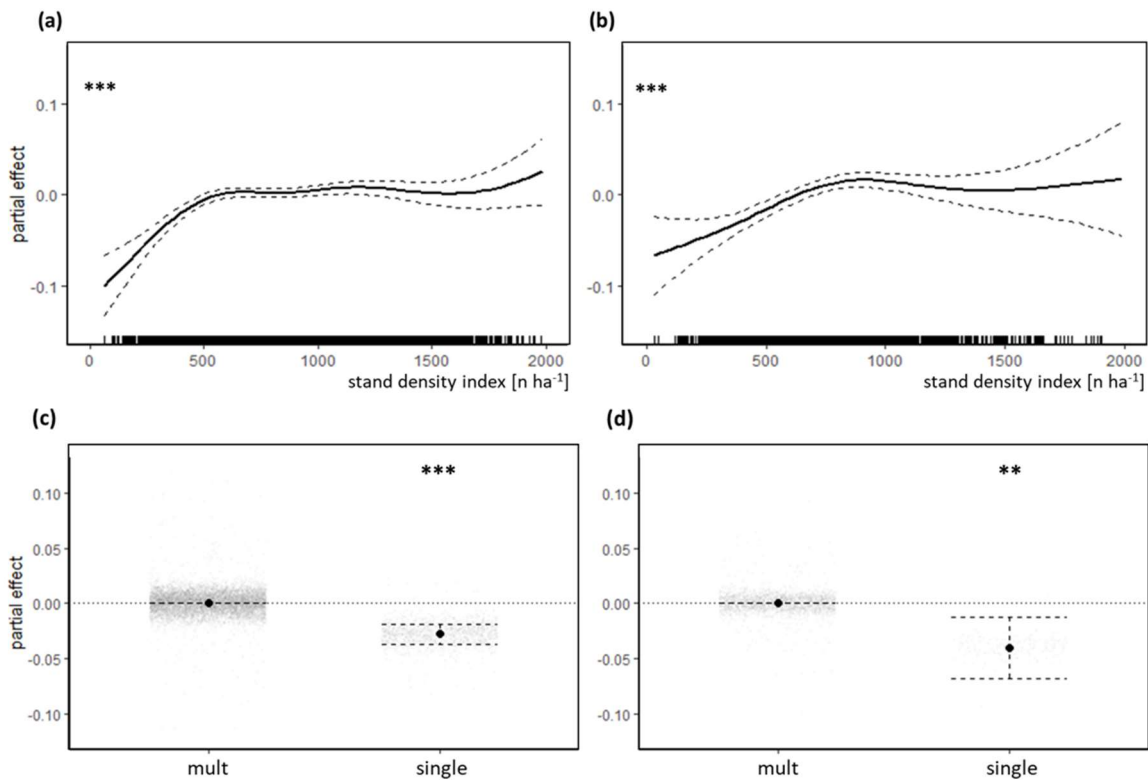 (a)
(b)
***
***
0.1
0.0
-0.1
partial effect
0.1
0.0
-0.1
0 500 1000 1500 2000
0 500 1000 1500 2000
stand density index [n ha⁻¹]
stand density index [n ha⁻¹]
(c)
(d)
***
**
0.10
0.05
0.00
-0.05
-0.10
partial effect
0.10
0.05
0.00
-0.05
-0.10
mult single
mult single